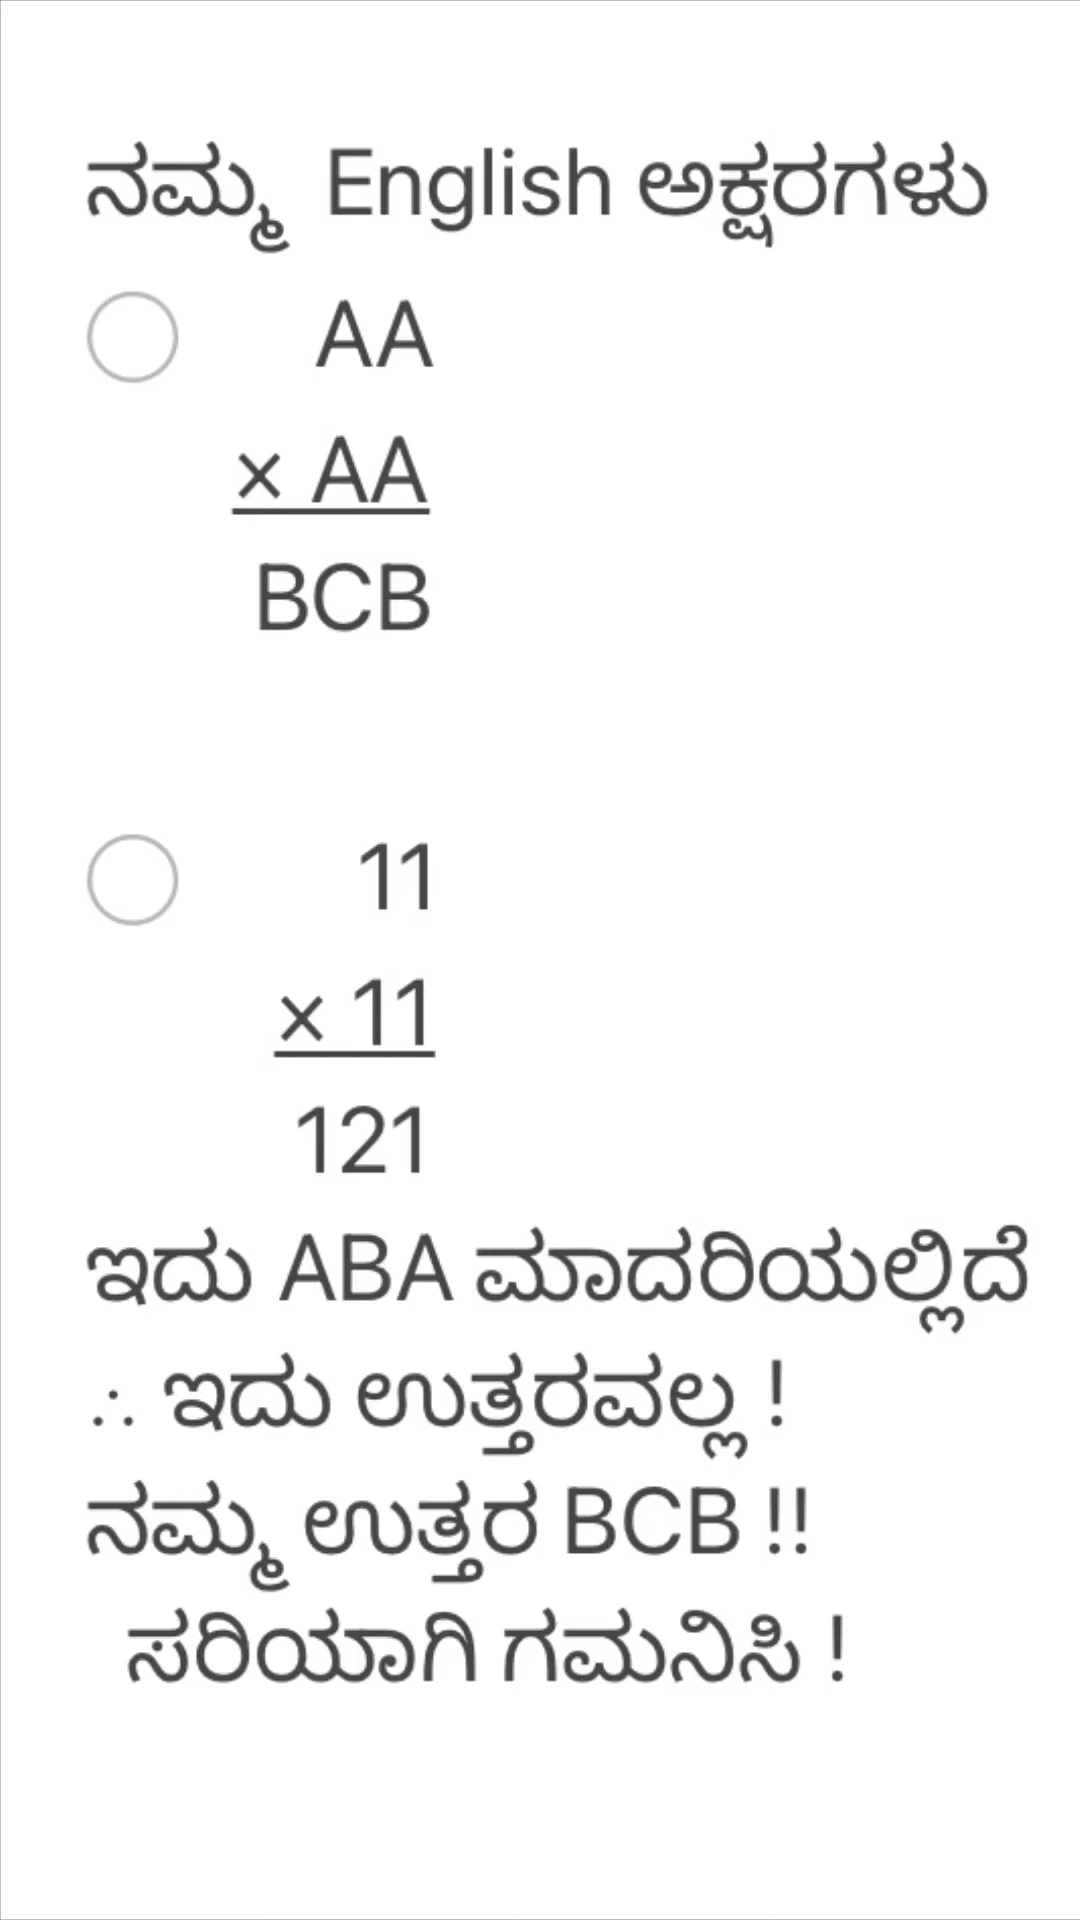 ನಮ್ಮ English ಅಕ್ಷರಗಳು
AA
× AA
BCB
11
× 11
121
ಇದು ABA ಮಾದರಿಯಲ್ಲಿದೆ
∴ ಇದು ಉತ್ತರವಲ್ಲ !
ನಮ್ಮ ಉತ್ತರ BCB !!
ಸರಿಯಾಗಿ ಗಮನಿಸಿ !